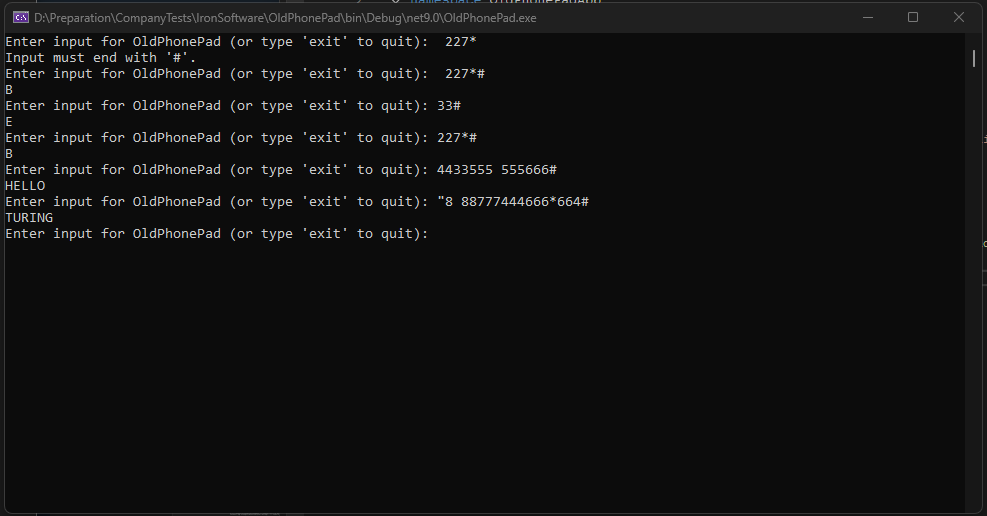 D:\Preparation\CompanyTests\IronSoftware\OldPhonePad\bin\Debug\net9.0\OldPhonePad.exe
Enter input for OldPhonePad (or type 'exit' to quit):  227*
Input must end with '#'.
Enter input for OldPhonePad (or type 'exit' to quit):  227*#
B
Enter input for OldPhonePad (or type 'exit' to quit): 33#
E
Enter input for OldPhonePad (or type 'exit' to quit): 227*#
B
Enter input for OldPhonePad (or type 'exit' to quit): 4433555 555666#
HELLO
Enter input for OldPhonePad (or type 'exit' to quit): "8 88777444666*664#
TURING
Enter input for OldPhonePad (or type 'exit' to quit):